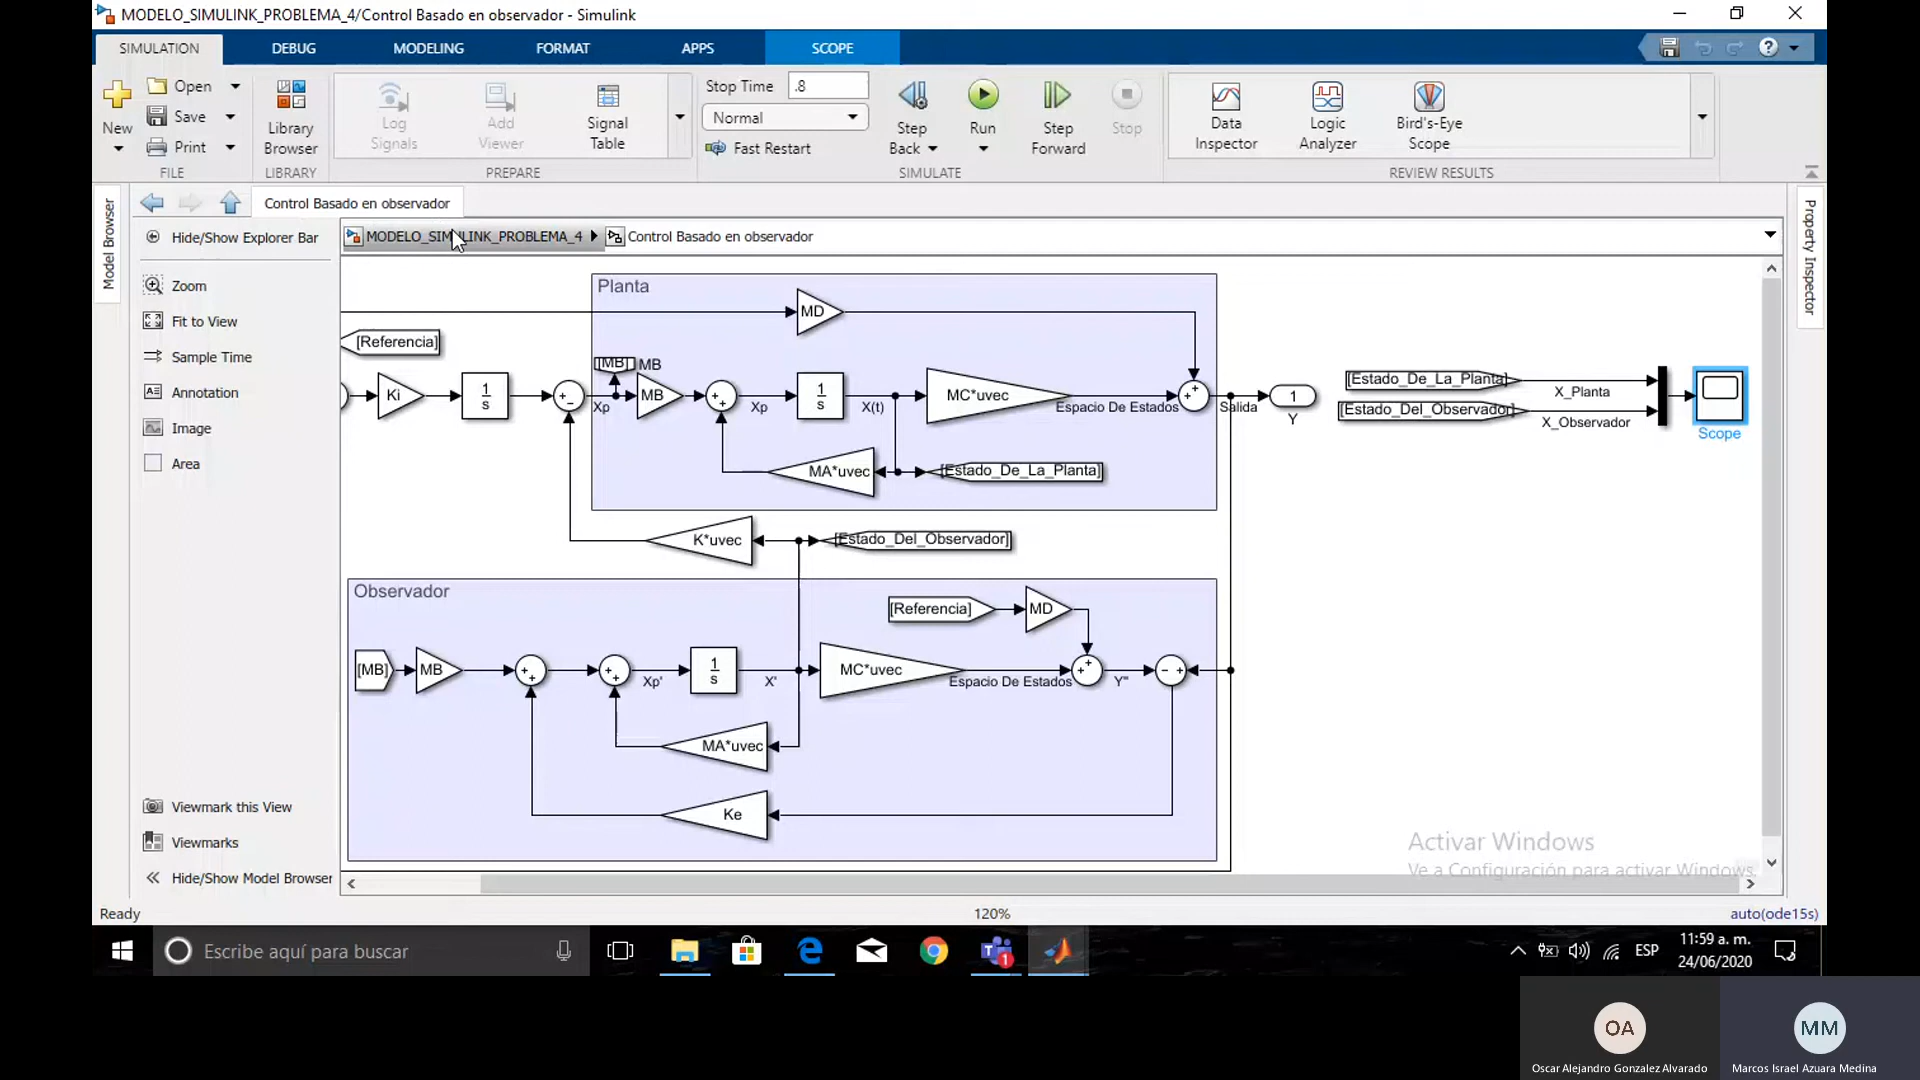 MODELO_SIMULINK_PROBLEMA_4/Control Basado en observador - Simulink
SIMULATION
DEBUG
MODELING
FORMAT
APPS
SCOPE
New
Open
Save
Print
FILE
Library
Browser
LIBRARY
Log
Signals
Add
Viewer
Signal
Table
PREPARE
Stop Time
.8
Normal
Fast Restart
Step
Back
Run
Step
Forward
Stop
SIMULATE
Data
Inspector
Logic
Analyzer
Bird's-Eye
Scope
REVIEW RESULTS
Model Browser
Property Inspector
Control Basado en observador
Hide/Show Explorer Bar
MODELO_SIMULINK_PROBLEMA_4
Control Basado en observador
Zoom
Fit to View
Sample Time
Annotation
Image
Area
Viewmark this View
Viewmarks
Hide/Show Model Browser
Planta
MD
[Referencia]
[MB]
MB
Ki
1
s
Xp
MB
Xp
1
s
X(t)
MC*uvec
Espacio De Estados
Salida
1
Y
[Estado_De_La_Planta]
X_Planta
[Estado_Del_Observador]
X_Observador
Scope
MA*uvec
[Estado_De_La_Planta]
K*uvec
[Estado_Del_Observador]
Observador
[Referencia]
MD
[MB]
MB
Xp'
1
s
X'
MC*uvec
Espacio De Estados
Y"
MA*uvec
Ke
Activar Windows
Ve a Configuración para activar Windows.
Ready
120%
auto(ode15s)
Escribe aquí para buscar
1
ESP
11:59 a. m.
24/06/2020
OA
Oscar Alejandro Gonzalez Alvarado
MM
Marcos Israel Azuara Medina